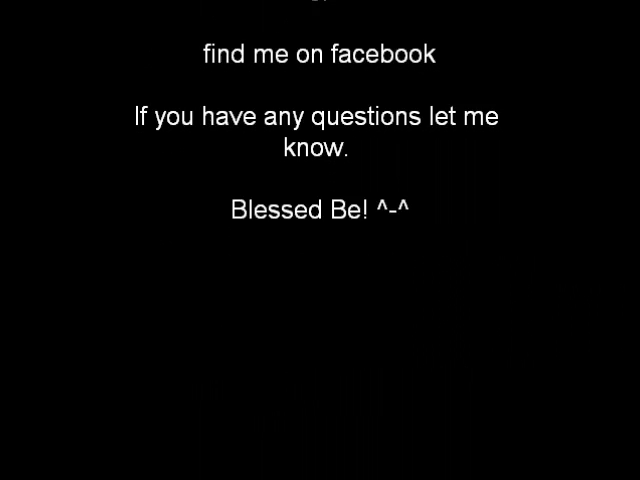 find me on facebook
If you have any questions let me
know.
Blessed Be! ^-^